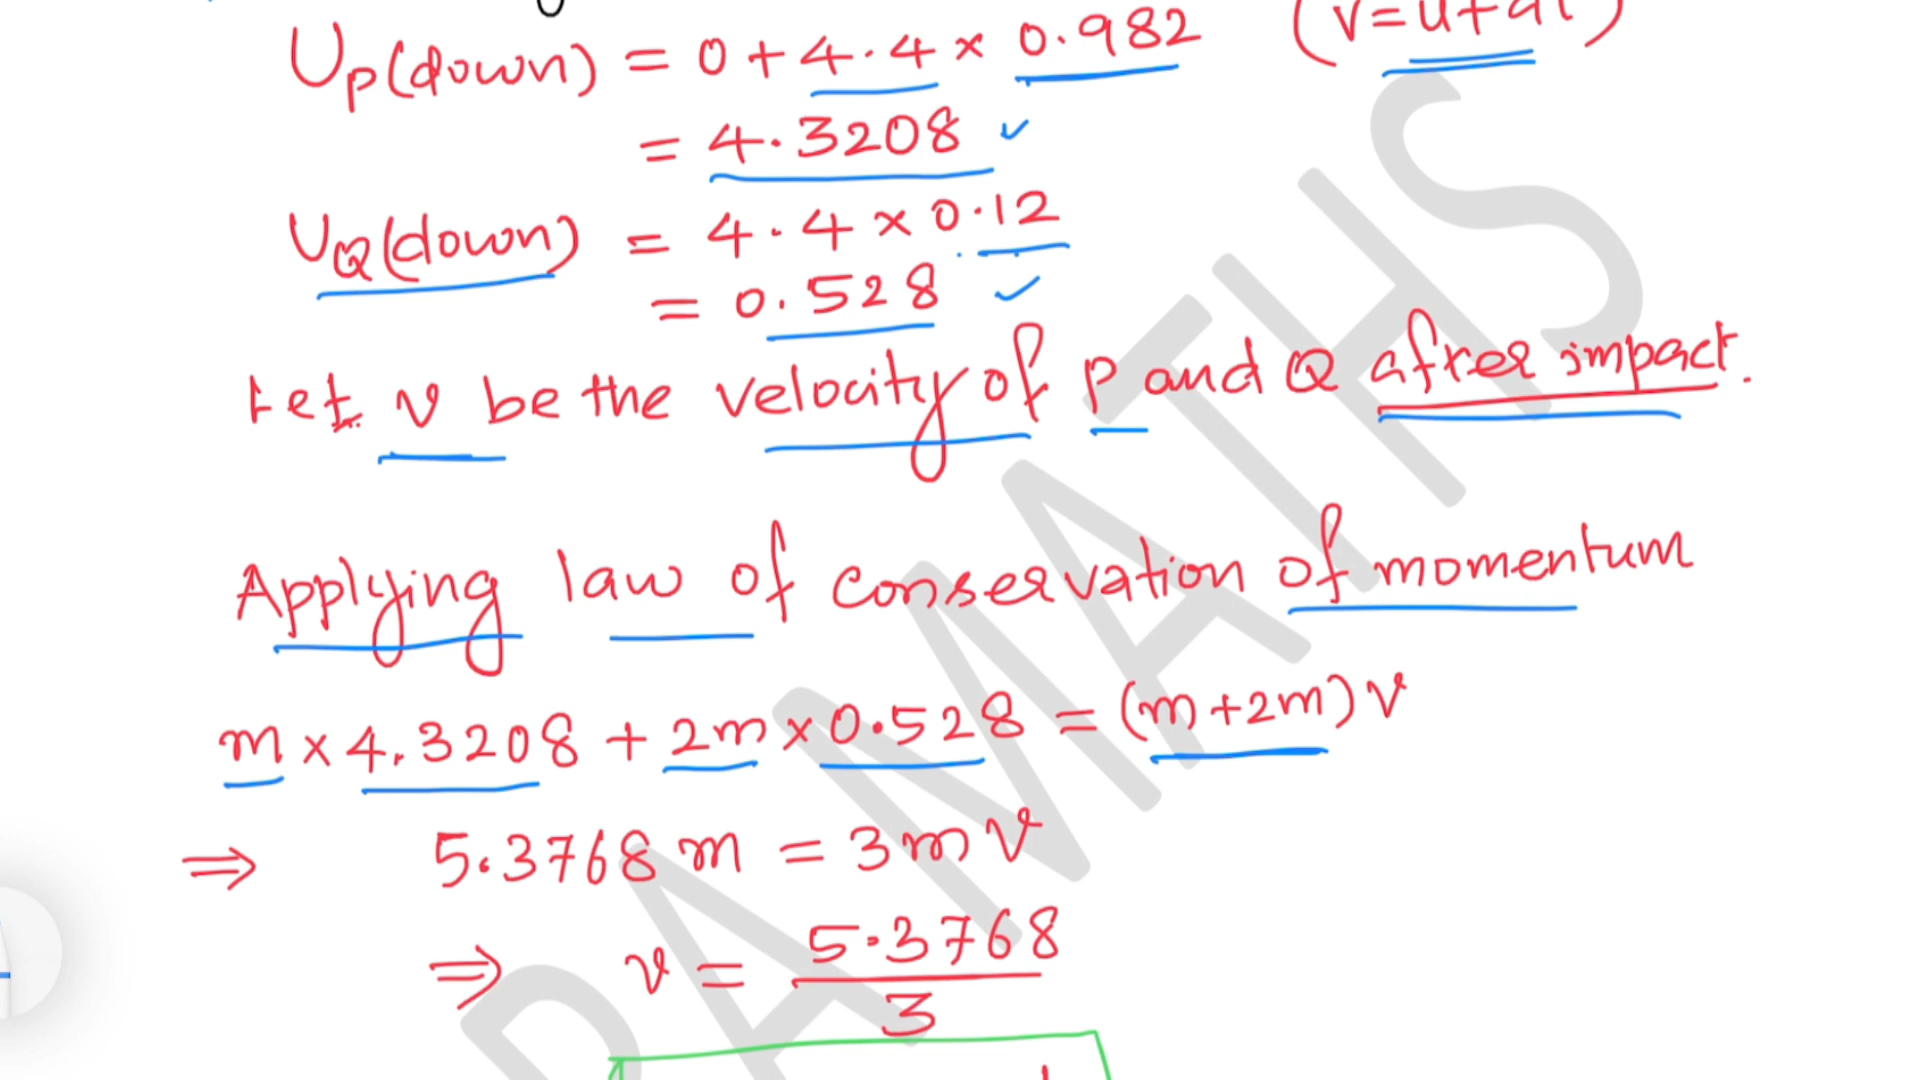 Up(down) = 0 + 4.4 × 0.982 (v=u+at)
= 4.3208 ✓
UQ(down) = 4.4 × 0.12
= 0.528 ✓
Let v be the velocity of P and Q after impact.
Applying law of conservation of momentum
m × 4.3208 + 2m × 0.528 = (m+2m) v
⇒ 5.3768 m = 3 m v
⇒ v = 5.3768 / 3
PAMATHS